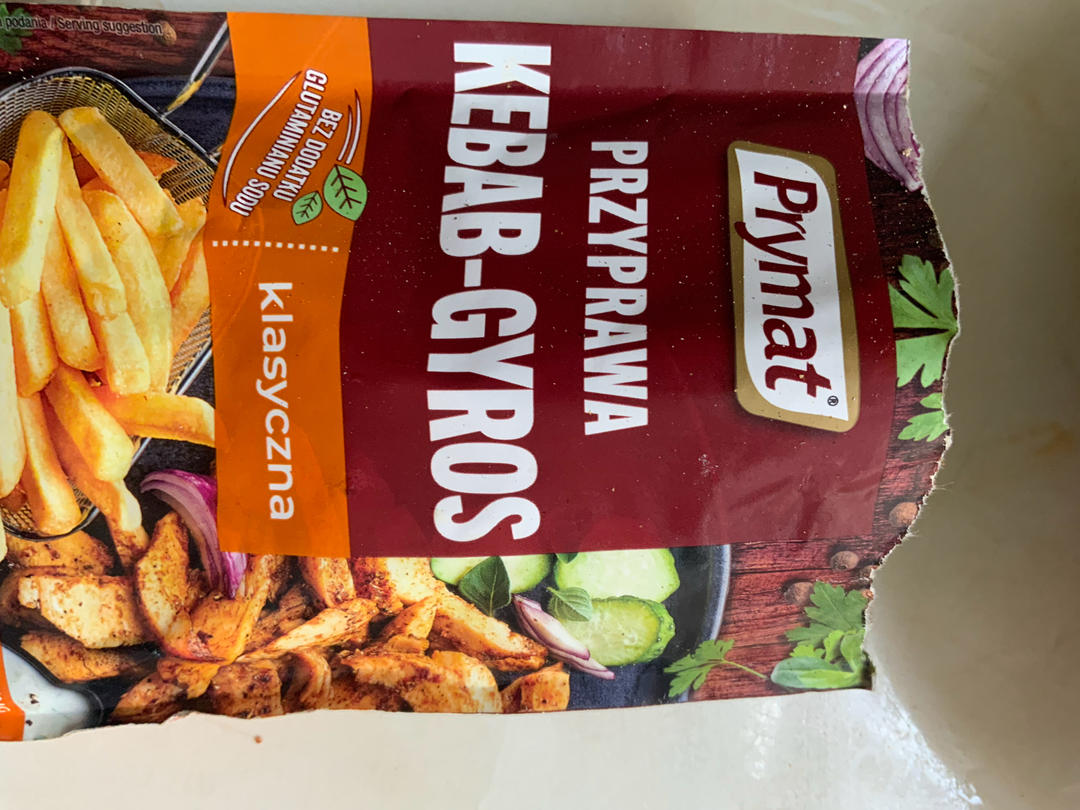 Prymat®
PRZYPRAWA
KEBAB-GYROS
BEZ DODATKU
GLUTAMINIANU SODU
klasyczna
podania / Serving suggestion